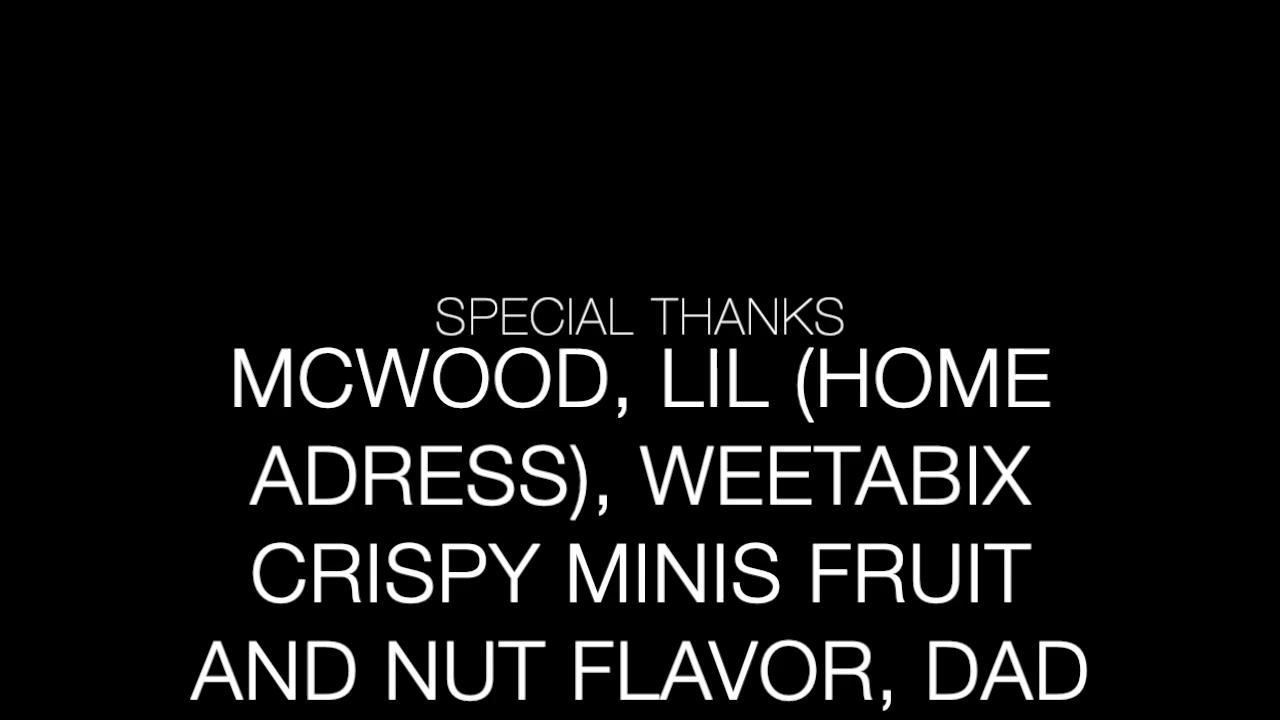 SPECIAL THANKS
MCWOOD, LIL (HOME
ADRESS), WEETABIX
CRISPY MINIS FRUIT
AND NUT FLAVOR, DAD